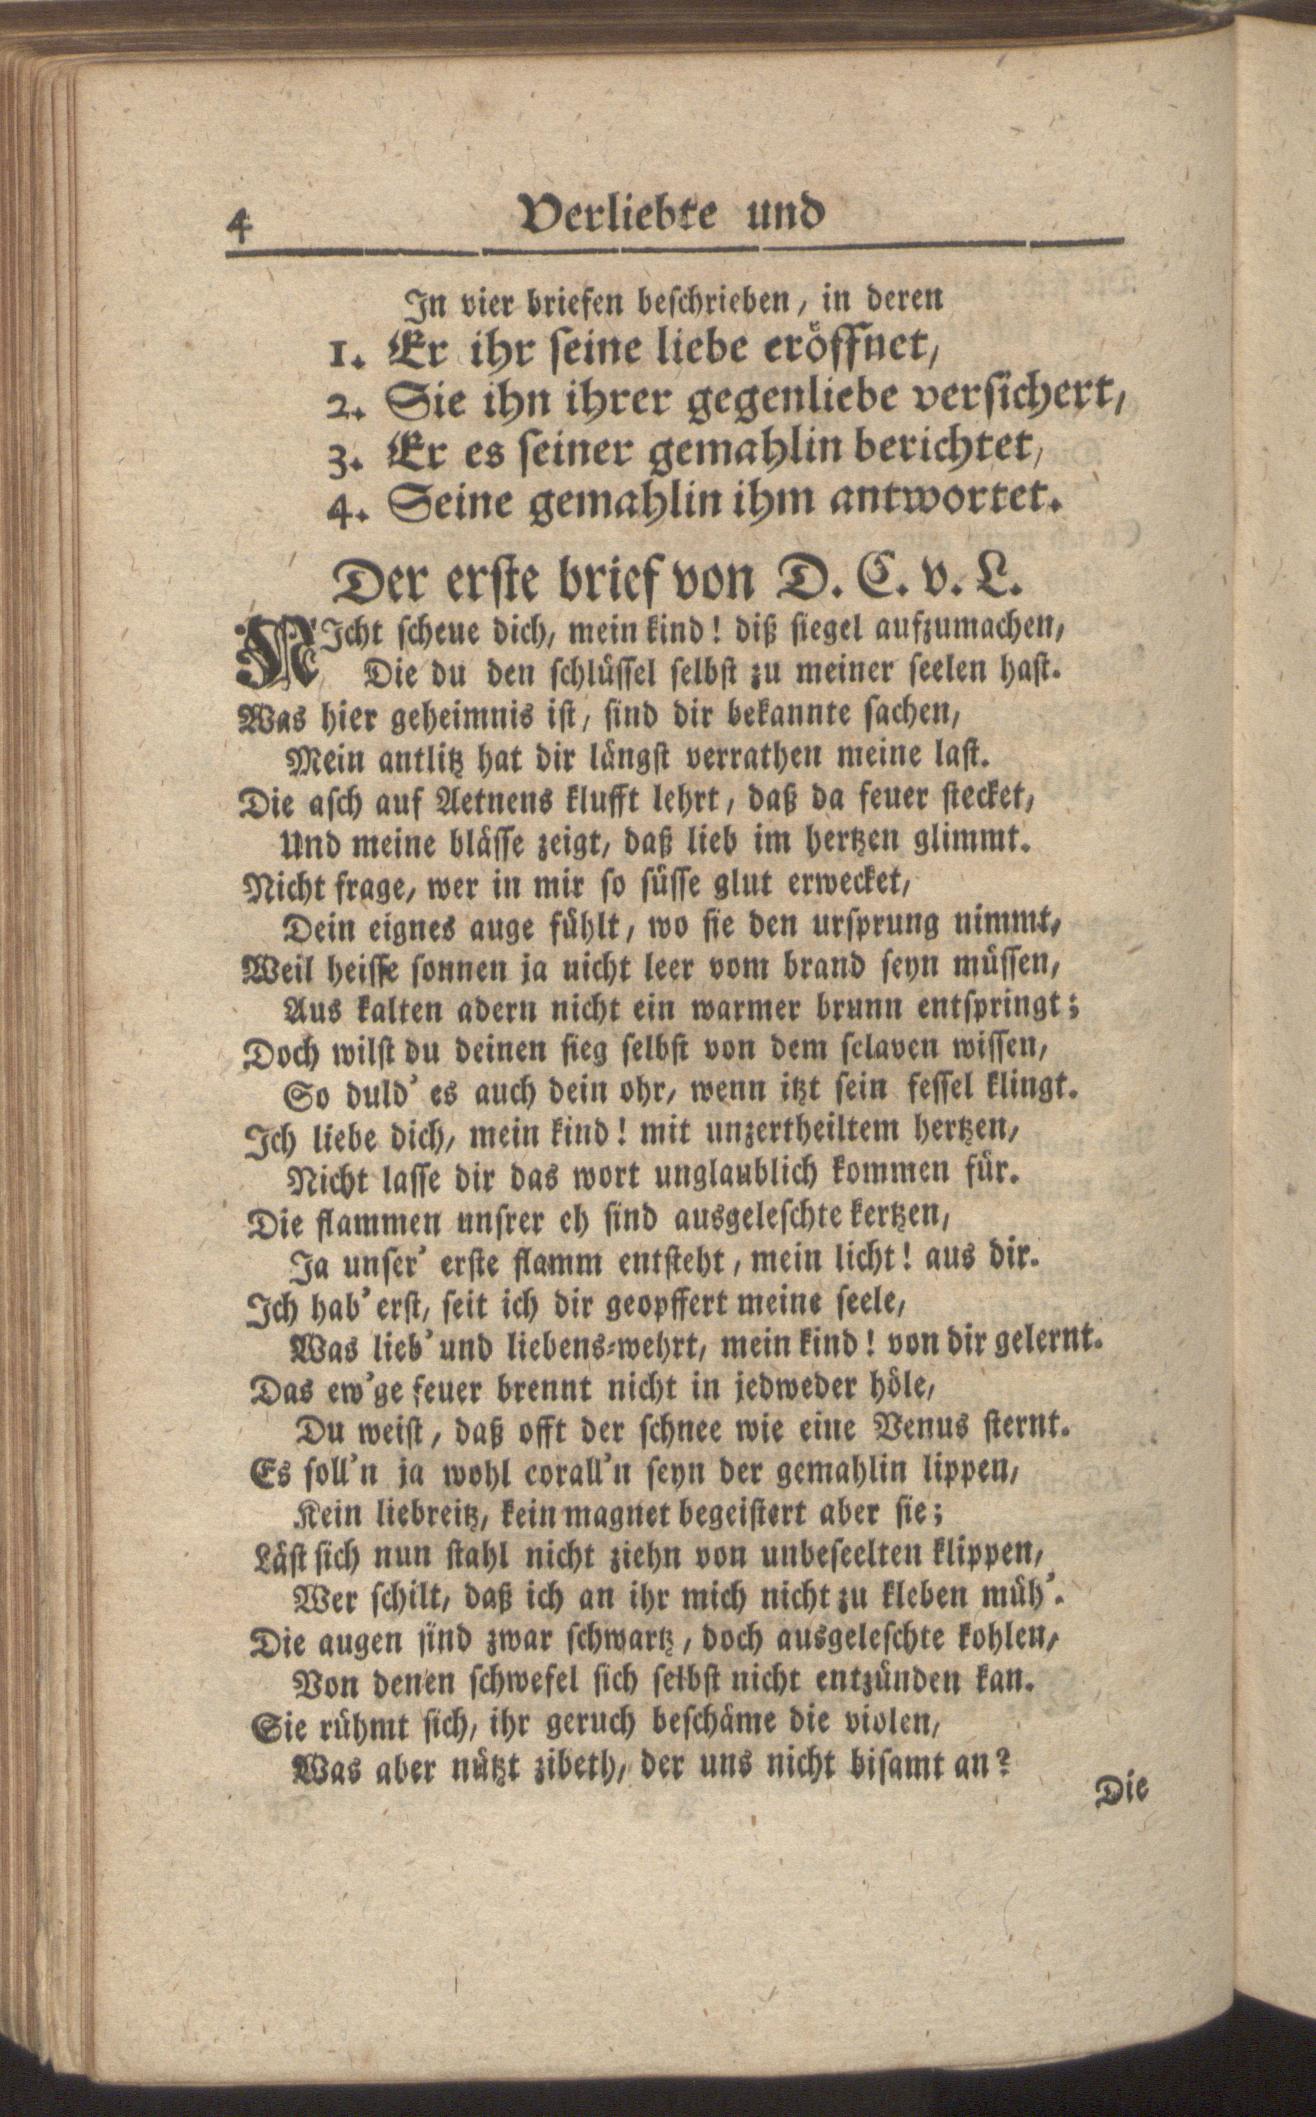 4 Verliebte und
In vier briefen beschrieben, in deren
1. Er ihr seine liebe eröffnet,
2. Sie ihn ihrer gegenliebe versichert,
3. Er es seiner gemahlin berichtet,
4. Seine gemahlin ihm antwortet.
Der erste brief von D. C. v. L.
NIcht scheue dich, mein kind! diß siegel aufzumachen,
Die du den schlüssel selbst zu meiner seelen hast.
Was hier geheimnis ist, sind dir bekannte sachen,
Mein antlitz hat dir längst verrathen meine last.
Die asch auf Aetnens klufft lehrt, daß da feuer stecket,
Und meine blässe zeigt, daß lieb im hertzen glimmt.
Nicht frage, wer in mir so süsse glut erwecket,
Dein eignes auge fühlt, wo sie den ursprung nimmt,
Weil heisse sonnen ja nicht leer vom brand seyn müssen,
Aus kalten adern nicht ein warmer brunn entspringt;
Doch wilst du deinen sieg selbst von dem sclaven wissen,
So duld' es auch dein ohr, wenn itzt sein fessel klingt.
Ich liebe dich, mein kind! mit unzertheiltem hertzen,
Nicht lasse dir das wort unglaublich kommen für.
Die flammen unsrer eh sind ausgeleschte kertzen,
Ja unser' erste flamm entsteht, mein licht! aus dir.
Ich hab' erst, seit ich dir geopffert meine seele,
Was lieb' und liebens-wehrt, mein kind! von dir gelernt.
Das ew'ge feuer brennt nicht in jedweder höle,
Du weist, daß offt der schnee wie eine Venus sternt.
Es soll'n ja wohl corall'n seyn der gemahlin lippen,
Kein liebreitz, kein magnet begeistert aber sie;
Läst sich nun stahl nicht ziehn von unbeseelten klippen,
Wer schilt, daß ich an ihr mich nicht zu kleben müh'.
Die augen sind zwar schwartz, doch ausgeleschte kohlen,
Von denen schwefel sich selbst nicht entzünden kan.
Sie rühmt sich, ihr geruch beschäme die violen,
Was aber nützt zibeth, der uns nicht bisamt an?
Die